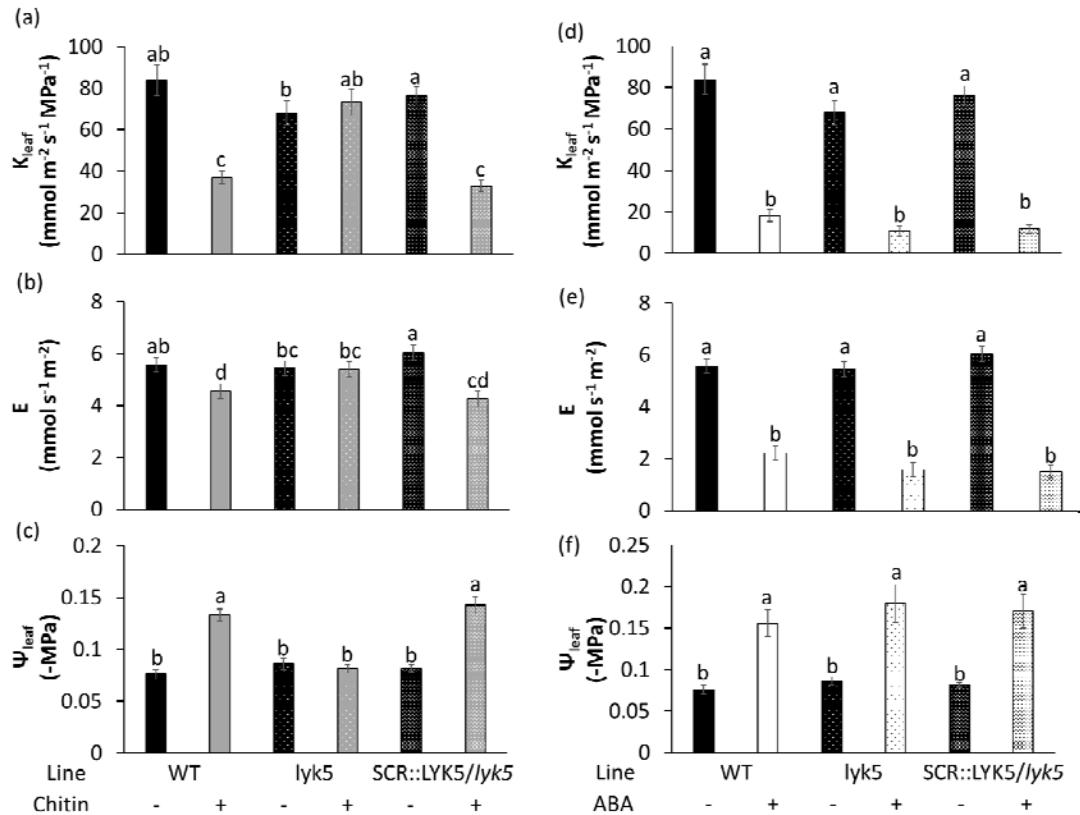 (a)
100
80
60
40
20
0
K leaf
(mmol m⁻² s⁻¹ MPa⁻¹)
ab
c
b
ab
a
c
(b)
8
6
4
2
0
E
(mmol s⁻¹ m⁻²)
ab
d
bc
bc
a
cd
(c)
0.2
0.15
0.1
0.05
0
Ψleaf
(-MPa)
b
a
b
b
b
a
Line WT lyk5 SCR::LYK5/lyk5
Chitin - + - + - +
(d)
100
80
60
40
20
0
K leaf
(mmol m⁻² s⁻¹ MPa⁻¹)
a
b
a
b
a
b
(e)
8
6
4
2
0
E
(mmol s⁻¹ m⁻²)
a
b
a
b
a
b
(f)
0.25
0.2
0.15
0.1
0.05
0
Ψleaf
(-MPa)
b
a
b
a
b
a
Line WT lyk5 SCR::LYK5/lyk5
ABA - + - + - +